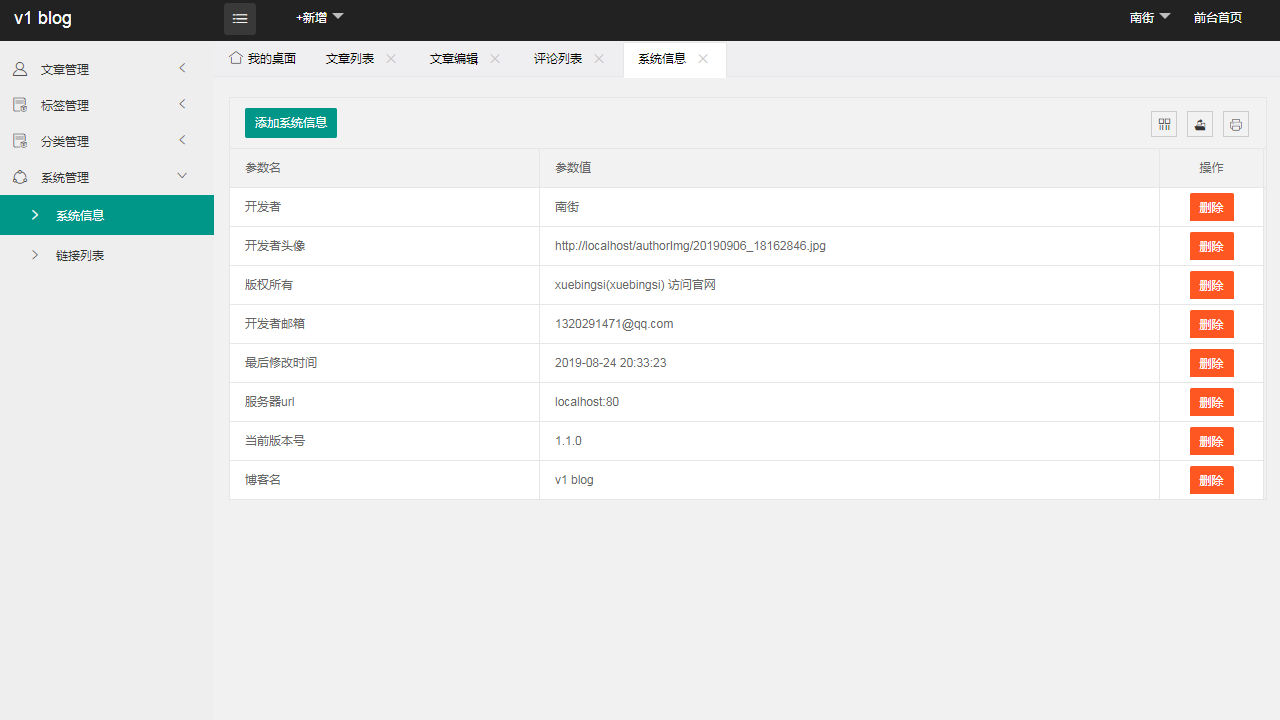 v1 blog
+新增
南街
前台首页
文章管理
标签管理
分类管理
系统管理
系统信息
链接列表
我的桌面
文章列表
文章编辑
评论列表
系统信息
添加系统信息
参数名 参数值 操作
开发者 南街 删除
开发者头像 http://localhost/authorImg/20190906_18162846.jpg 删除
版权所有 xuebingsi(xuebingsi) 访问官网 删除
开发者邮箱 1320291471@qq.com 删除
最后修改时间 2019-08-24 20:33:23 删除
服务器url localhost:80 删除
当前版本号 1.1.0 删除
博客名 v1 blog 删除